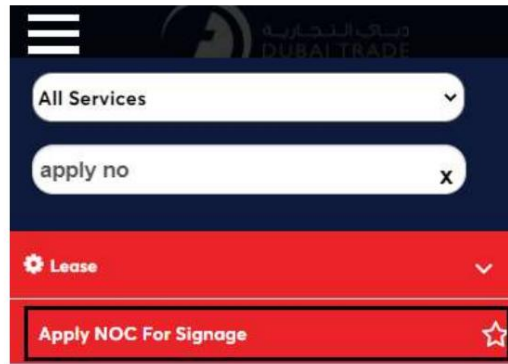 دبي التجارية
DUBAI TRADE
All Services
apply no
x
Lease
Apply NOC For Signage